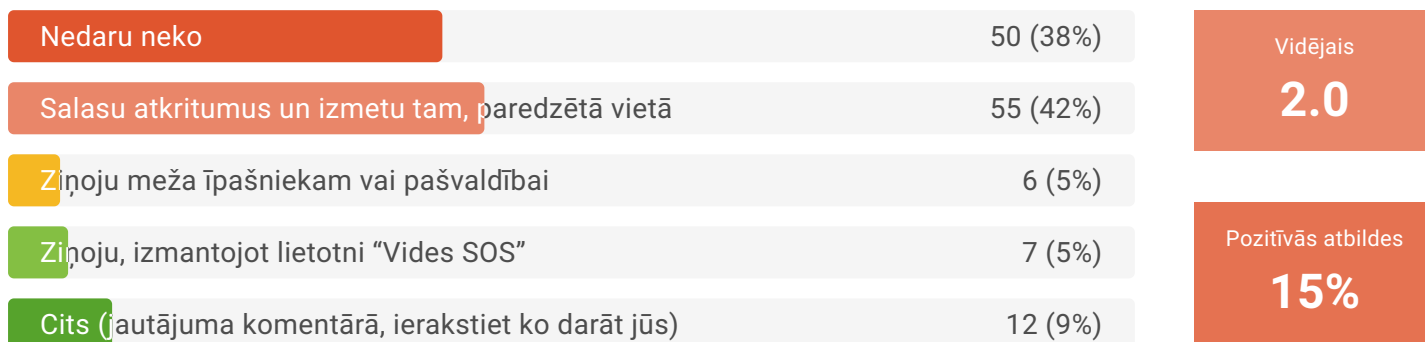 Nedaru neko 50 (38%)
Salasu atkritumus un izmetu tam, paredzētā vietā 55 (42%)
Ziņoju meža īpašniekam vai pašvaldībai 6 (5%)
Ziņoju, izmantojot lietotni “Vides SOS” 7 (5%)
Cits (jautājuma komentārā, ierakstiet ko darāt jūs) 12 (9%)
Vidējais
2.0
Pozitīvās atbildes
15%